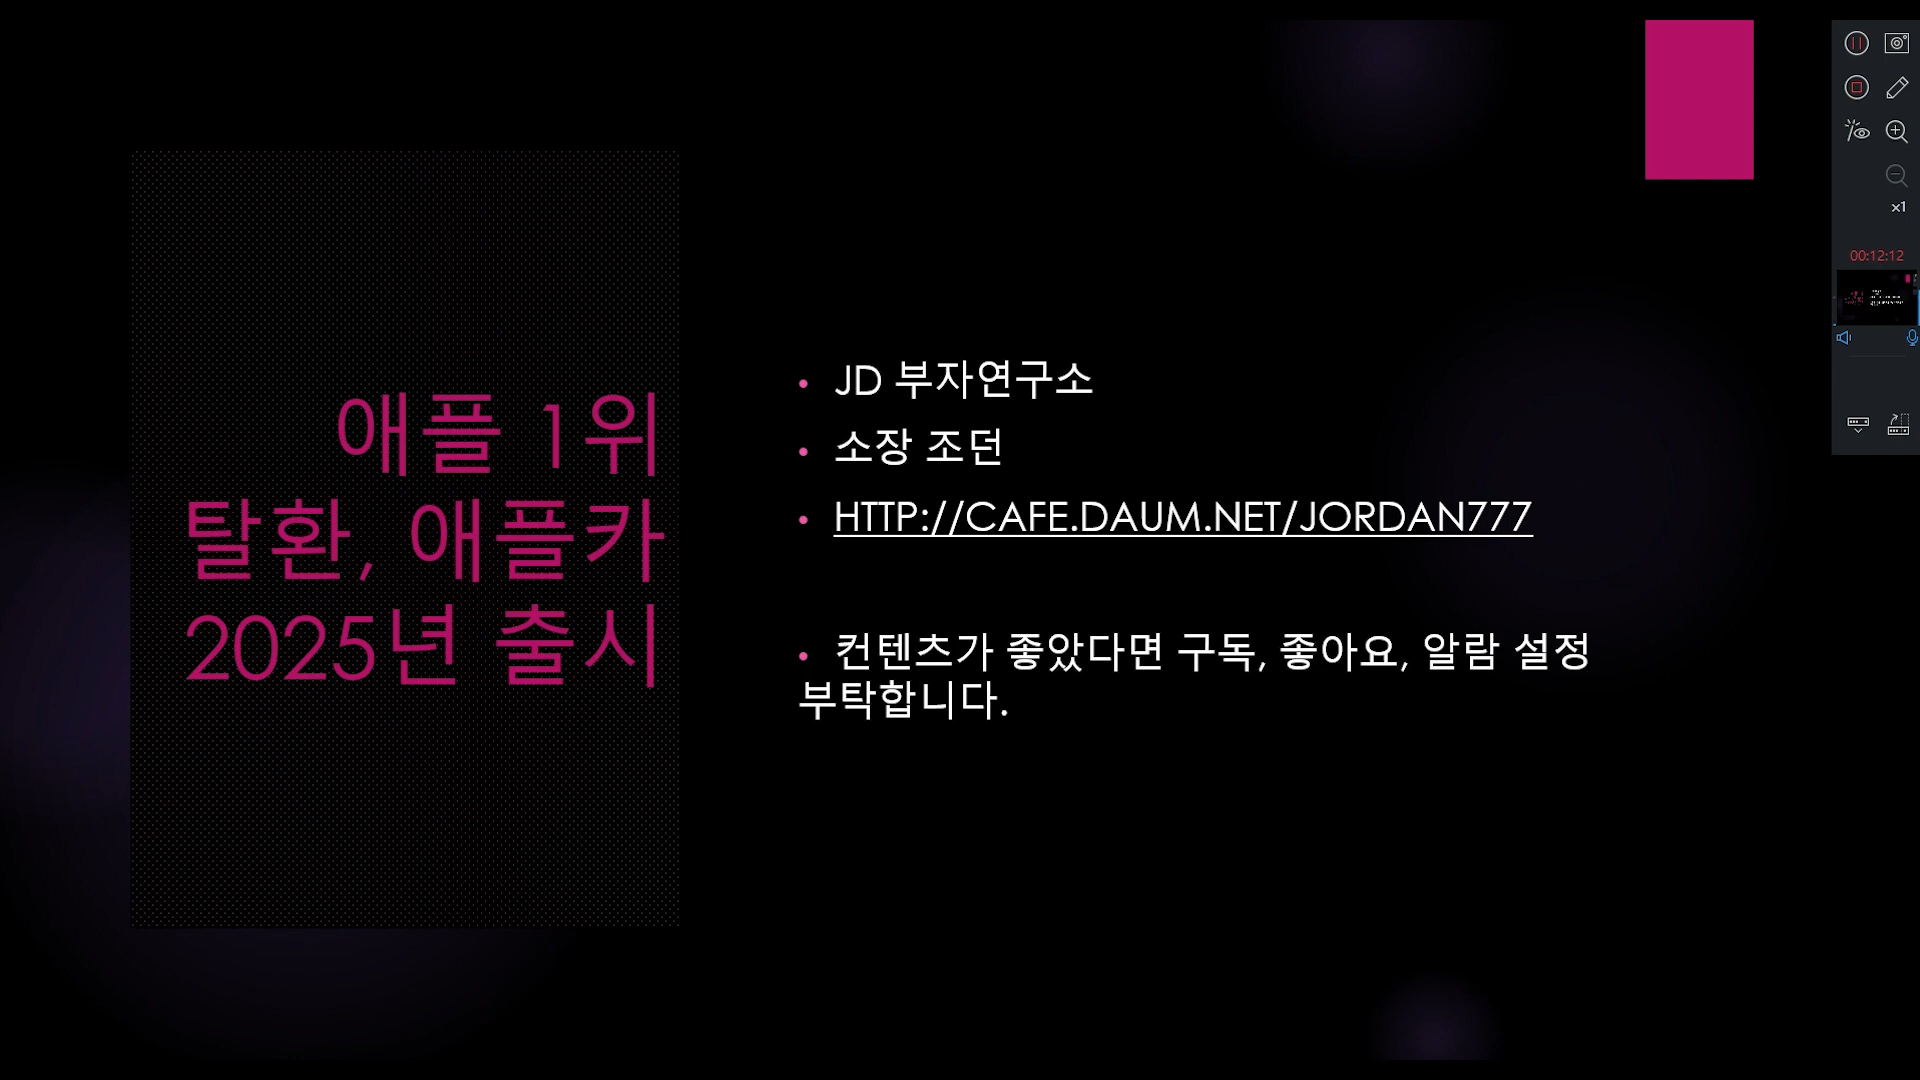 애플 1위
탈환, 애플카
2025년 출시
• JD 부자연구소
• 소장 조던
• HTTP://CAFE.DAUM.NET/JORDAN777
• 컨텐츠가 좋았다면 구독, 좋아요, 알람 설정
부탁합니다.
x1
00:12:12